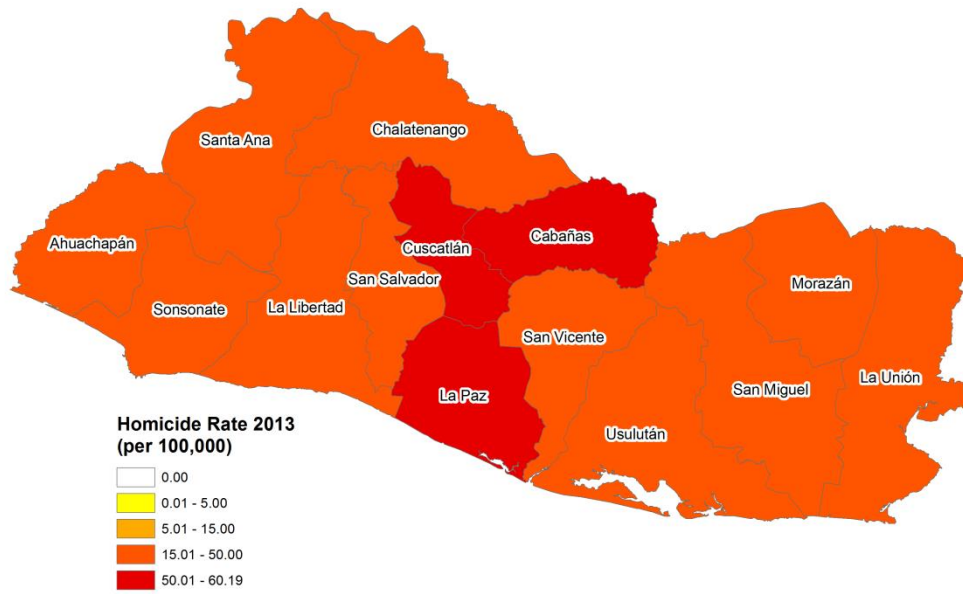 Santa Ana
Chalatenango
Ahuachapán
Cuscatlán
Cabañas
San Salvador
Sonsonate
La Libertad
Morazán
San Vicente
La Unión
La Paz
San Miguel
Usulután
Homicide Rate 2013
(per 100,000)
0.00
0.01 - 5.00
5.01 - 15.00
15.01 - 50.00
50.01 - 60.19